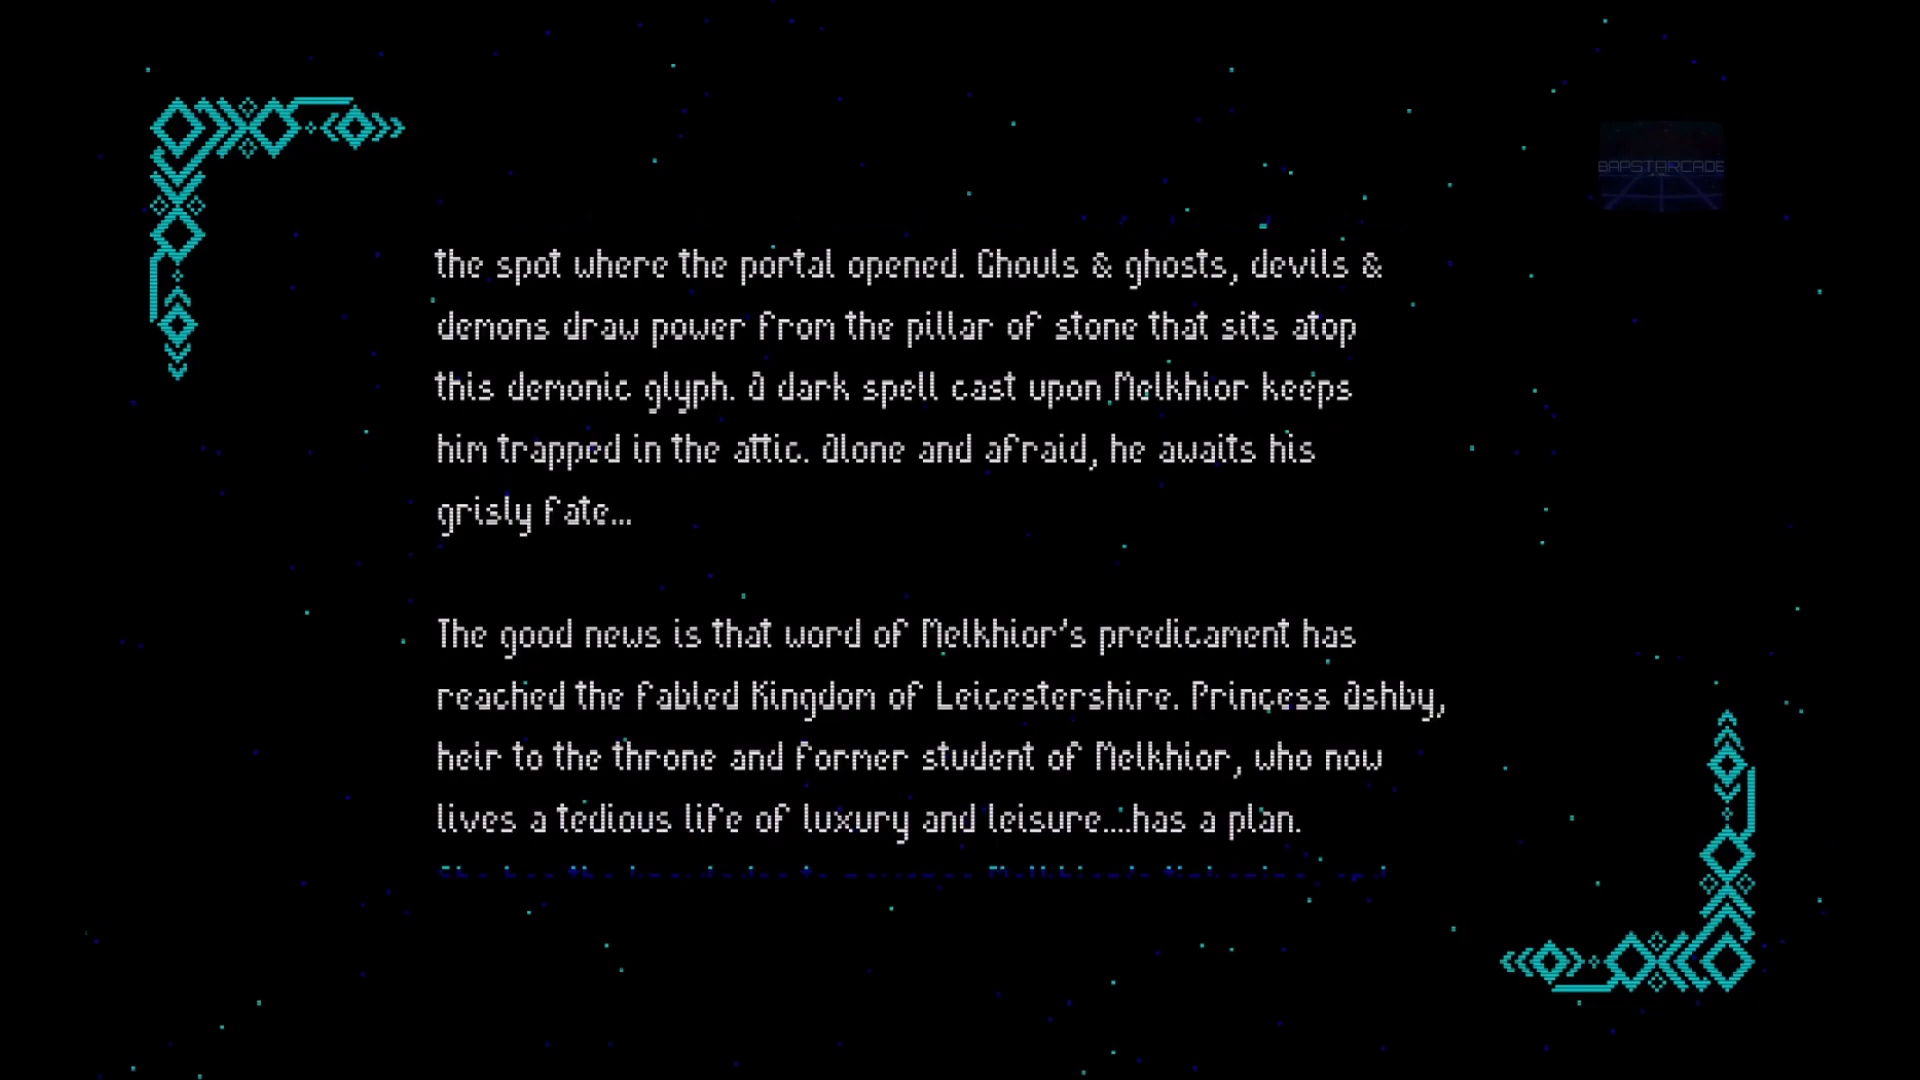 BAPSTARCADE
the spot where the portal opened. Ghouls & ghosts, devils &
demons draw power from the pillar of stone that sits atop
this demonic glyph. A dark spell cast upon Melkhior keeps
him trapped in the attic. Alone and afraid, he awaits his
grisly fate...
The good news is that word of Melkhior's predicament has
reached the fabled Kingdom of Leicestershire. Princess Ashby,
heir to the throne and former student of Melkhior, who now
lives a tedious life of luxury and leisure....has a plan.